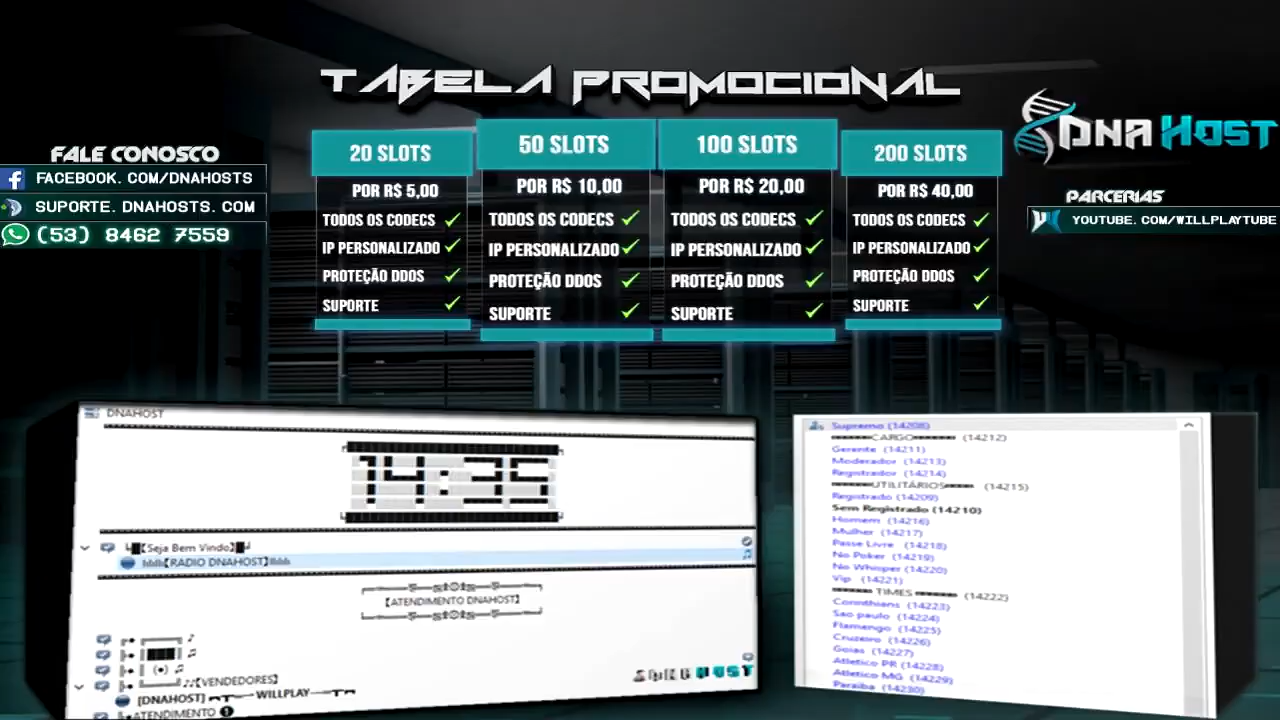 TABELA PROMOCIONAL
FALE CONOSCO
FACEBOOK. COM/DNAHOSTS
SUPORTE. DNAHOSTS. COM
(53) 8462 7559
20 SLOTS
POR R$ 5,00
TODOS OS CODECS
IP PERSONALIZADO
PROTEÇÃO DDOS
SUPORTE
50 SLOTS
POR R$ 10,00
TODOS OS CODECS
IP PERSONALIZADO
PROTEÇÃO DDOS
SUPORTE
100 SLOTS
POR R$ 20,00
TODOS OS CODECS
IP PERSONALIZADO
PROTEÇÃO DDOS
SUPORTE
200 SLOTS
POR R$ 40,00
TODOS OS CODECS
IP PERSONALIZADO
PROTEÇÃO DDOS
SUPORTE
DNA HOST
PARCERIAS
YOUTUBE. COM/WILLPLAYTUBE
DNAHOST
14:35
【Seja Bem Vindo】
【RADIO DNAHOST】
【ATENDIMENTO DNAHOST】
【VENDEDORES】
[DNAHOST] WILLPLAY
ATENDIMENTO 1
HOST
Supremo (14208)
CARGO (14212)
Gerente (14211)
Moderador (14213)
Registrador (14214)
UTILITÁRIOS (14215)
Registrado (14209)
Sem Registrado (14210)
Homem (14216)
Mulher (14217)
Passe Livre (14218)
No Poker (14219)
No Whisper (14220)
Vip (14221)
TIMES (14222)
Corinthians (14223)
Sao paulo (14224)
Flamengo (14225)
Cruzeiro (14226)
Goias (14227)
Atletico PR (14228)
Atletico MG (14229)
Paraiba (14230)